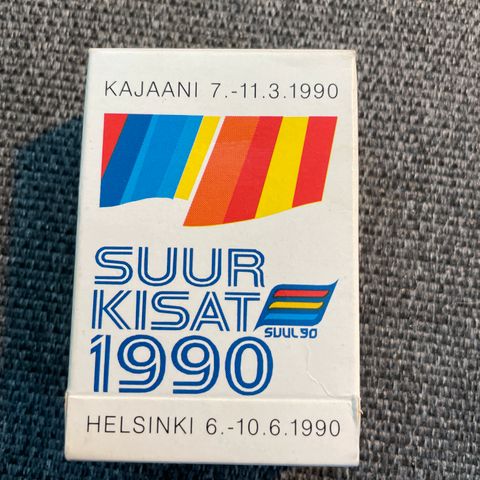 KAJAANI 7.-11.3.1990
SUUR
KISAT
SVUL 90
1990
HELSINKI 6.-10.6.1990